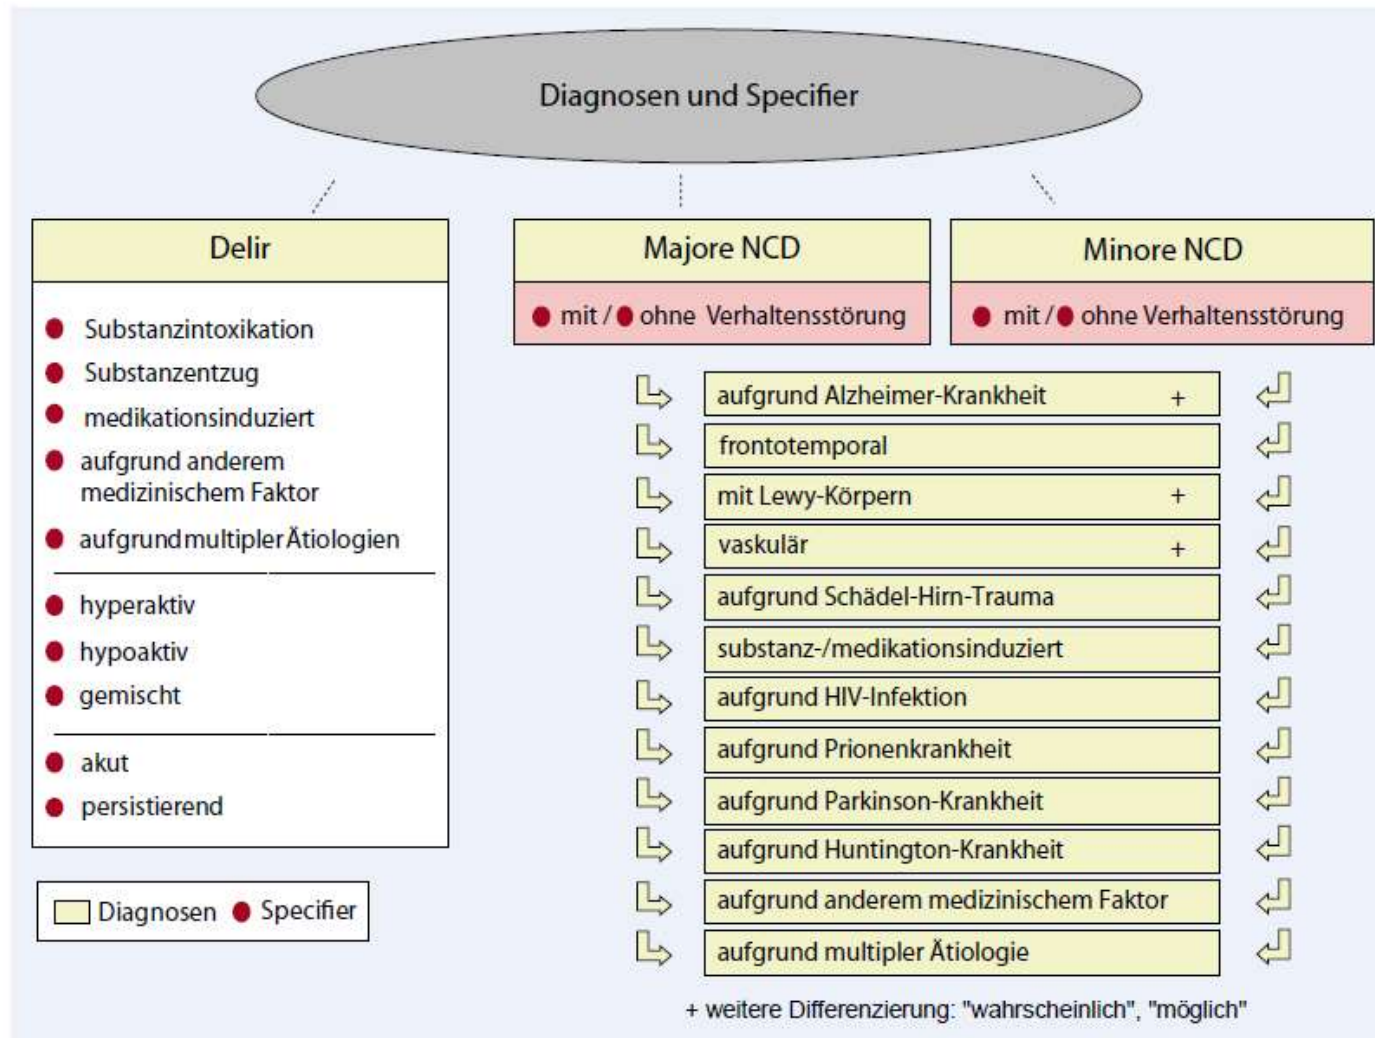 Diagnosen und Specifier
Delir
Substanzintoxikation
Substanzentzug
medikationsinduziert
aufgrund anderem
medizinischem Faktor
aufgrund multipler Ätiologien
hyperaktiv
hypoaktiv
gemischt
akut
persistierend
Diagnosen Specifier
Majore NCD
mit / ohne Verhaltensstörung
Minore NCD
mit / ohne Verhaltensstörung
aufgrund Alzheimer-Krankheit +
frontotemporal
mit Lewy-Körpern +
vaskulär +
aufgrund Schädel-Hirn-Trauma
substanz-/medikationsinduziert
aufgrund HIV-Infektion
aufgrund Prionenkrankheit
aufgrund Parkinson-Krankheit
aufgrund Huntington-Krankheit
aufgrund anderem medizinischem Faktor
aufgrund multipler Ätiologie
+ weitere Differenzierung: "wahrscheinlich", "möglich"